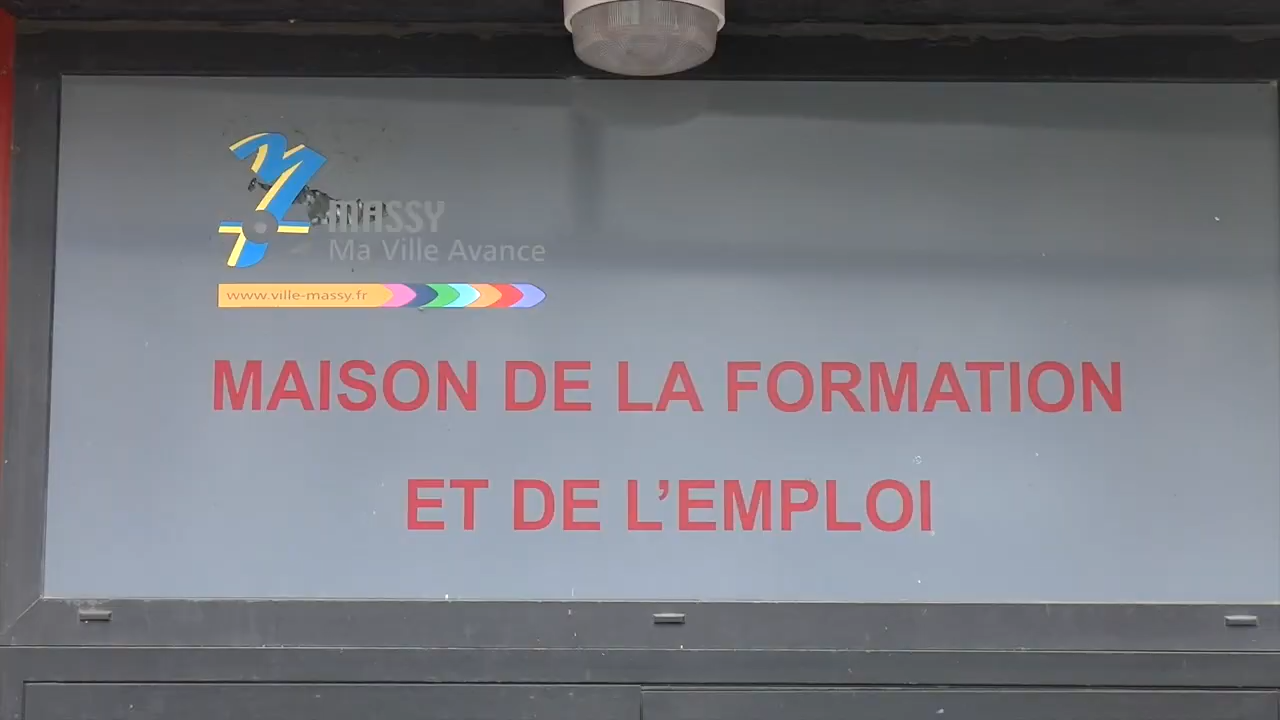 MASSY
Ma Ville Avance
www.ville-massy.fr
MAISON DE LA FORMATION
ET DE L’EMPLOI